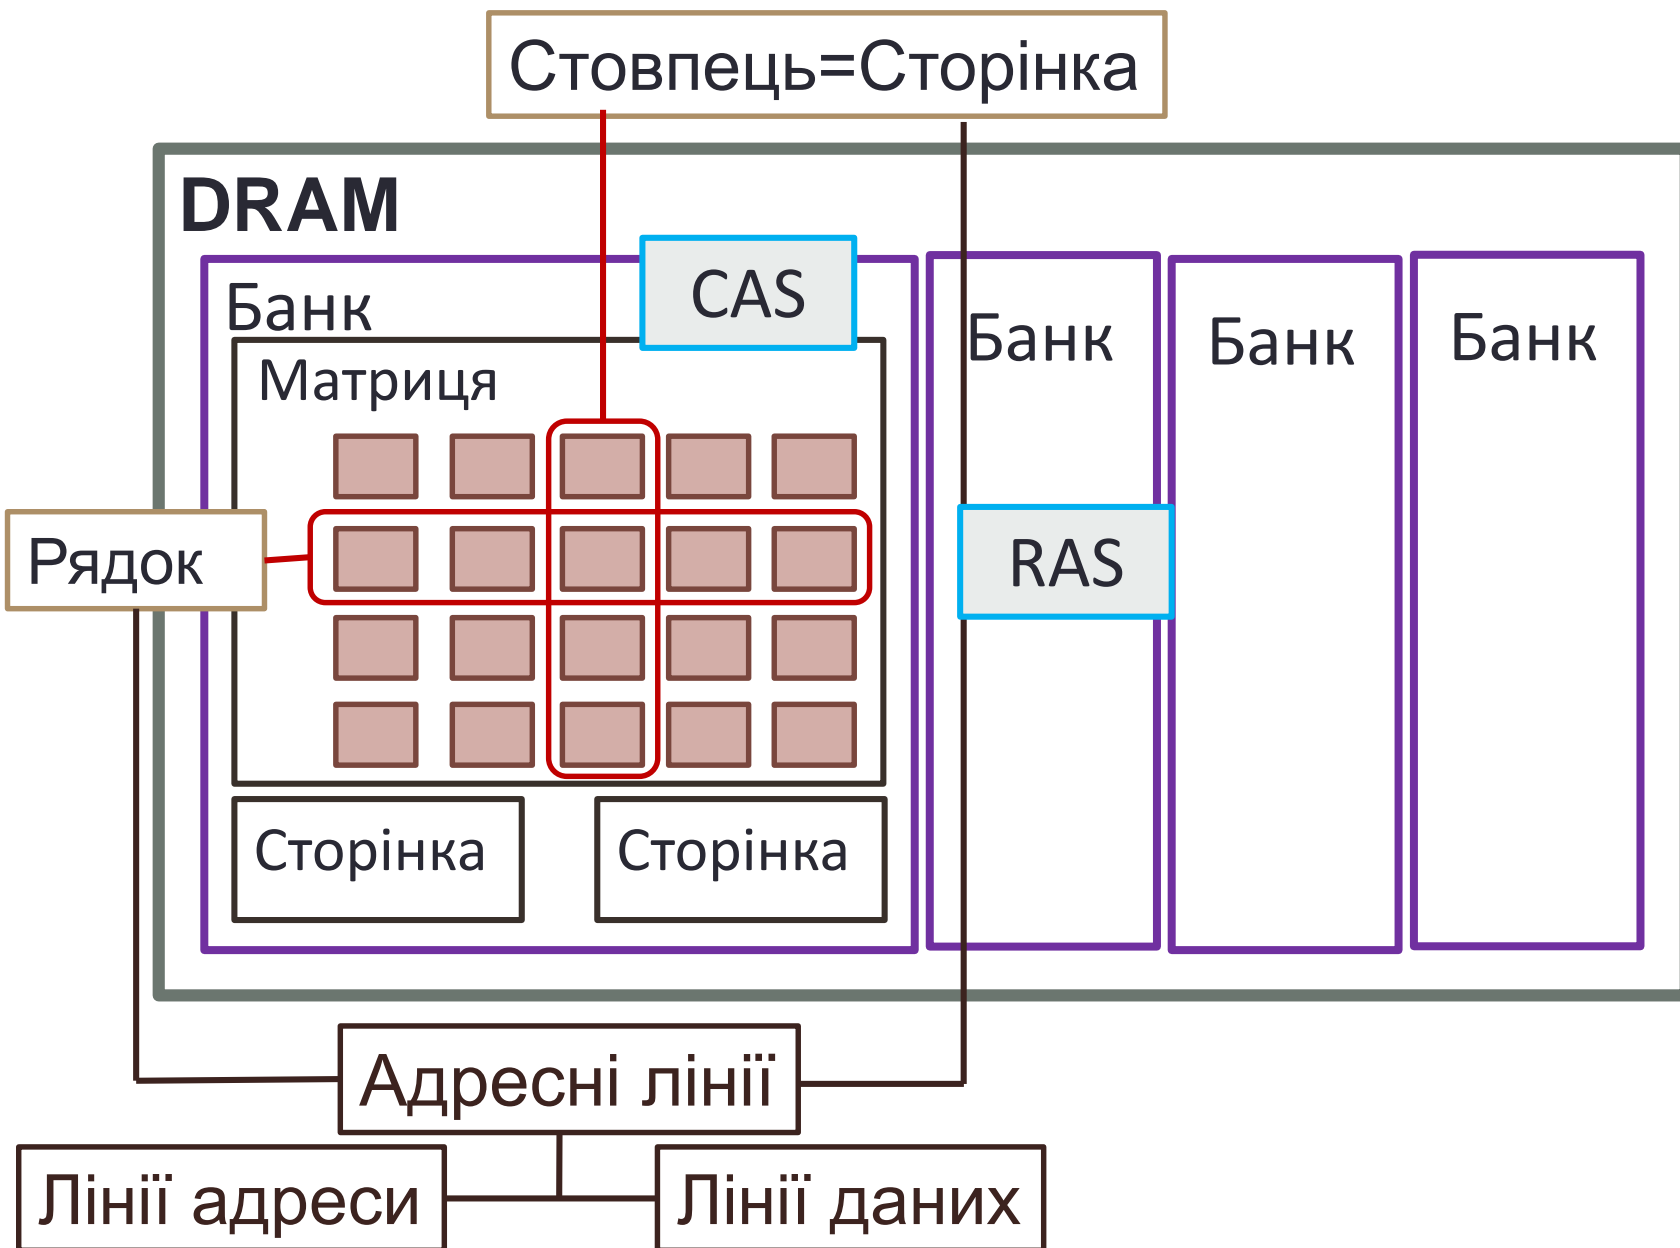 Стовпець=Сторінка
DRAM
CAS
Банк
Банк
Банк
Банк
Матриця
Рядок
RAS
Сторінка
Сторінка
Адресні лінії
Лінії адреси
Лінії даних